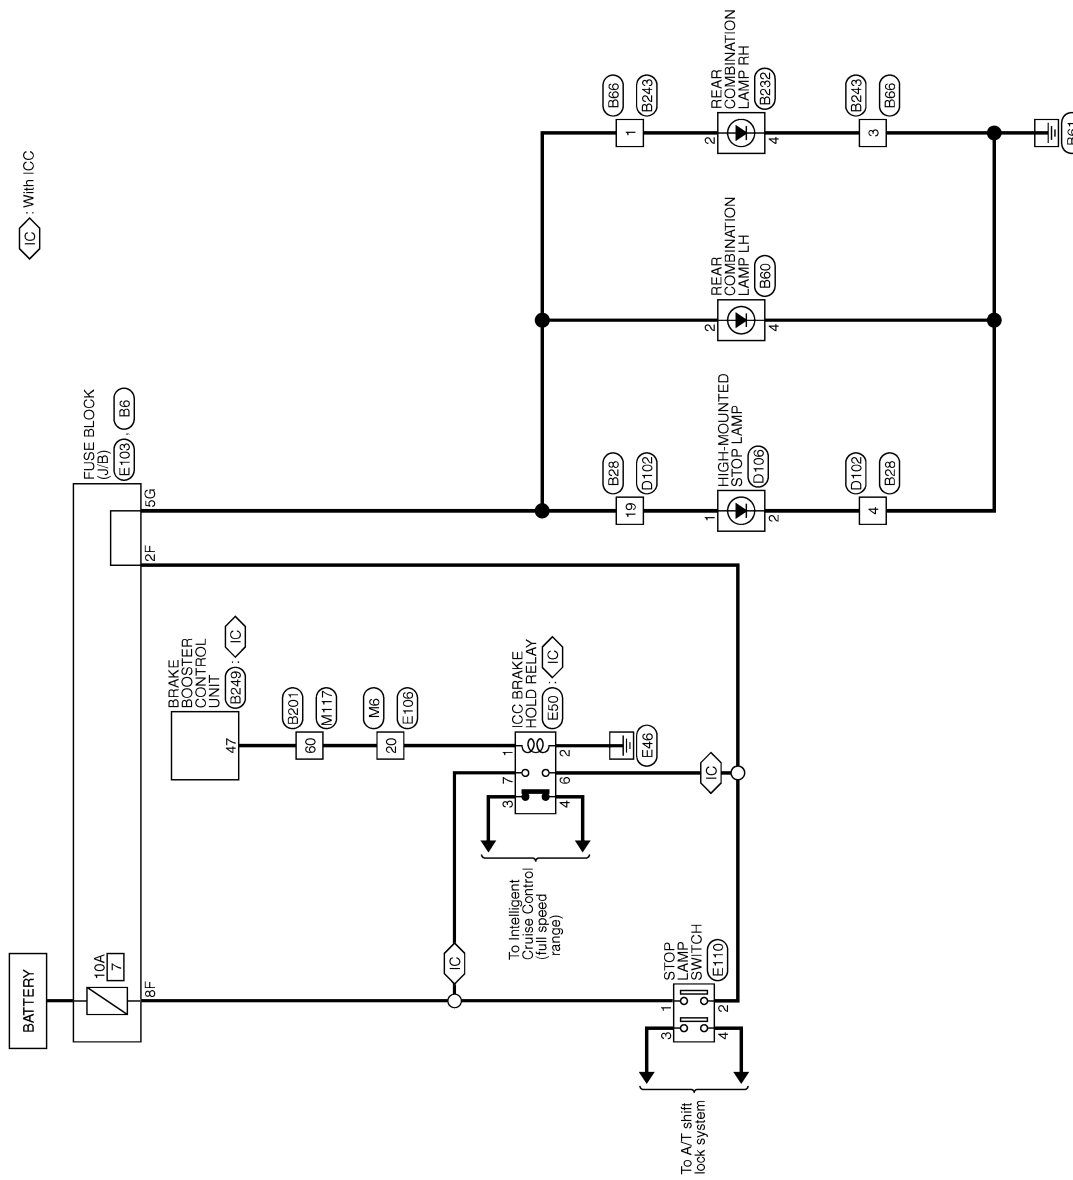 IC : With ICC
BATTERY
10A
7
8F
FUSE BLOCK
(J/B)
E103 , B6
2F
5G
BRAKE
BOOSTER
CONTROL
UNIT
B249 : IC
47
B201
60
M117
M6
20
E106
ICC BRAKE
HOLD RELAY
E50 : IC
1
2
7
6
3
4
E46
IC
IC
To Intelligent
Cruise Control
(full speed
range)
STOP
LAMP
SWITCH
E110
1
2
3
4
To A/T shift
lock system
B28
19
D102
HIGH-MOUNTED
STOP LAMP
D106
1
2
D102
4
B28
REAR
COMBINATION
LAMP LH
B60
2
4
B66
1
B243
REAR
COMBINATION
LAMP RH
B232
2
4
B243
3
B66